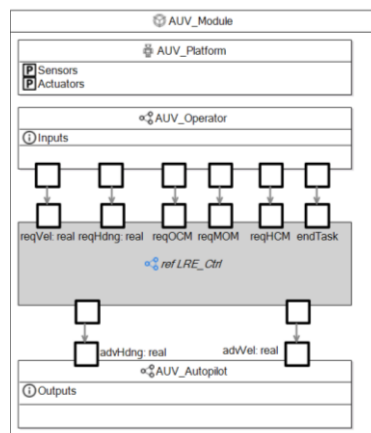 AUV_Module
AUV_Platform
P Sensors
P Actuators
AUV_Operator
i Inputs
reqVel: real reqHdng: real reqOCM reqMOM reqHCM endTask
ref LRE_Ctrl
advHdng: real advVel: real
AUV_Autopilot
i Outputs